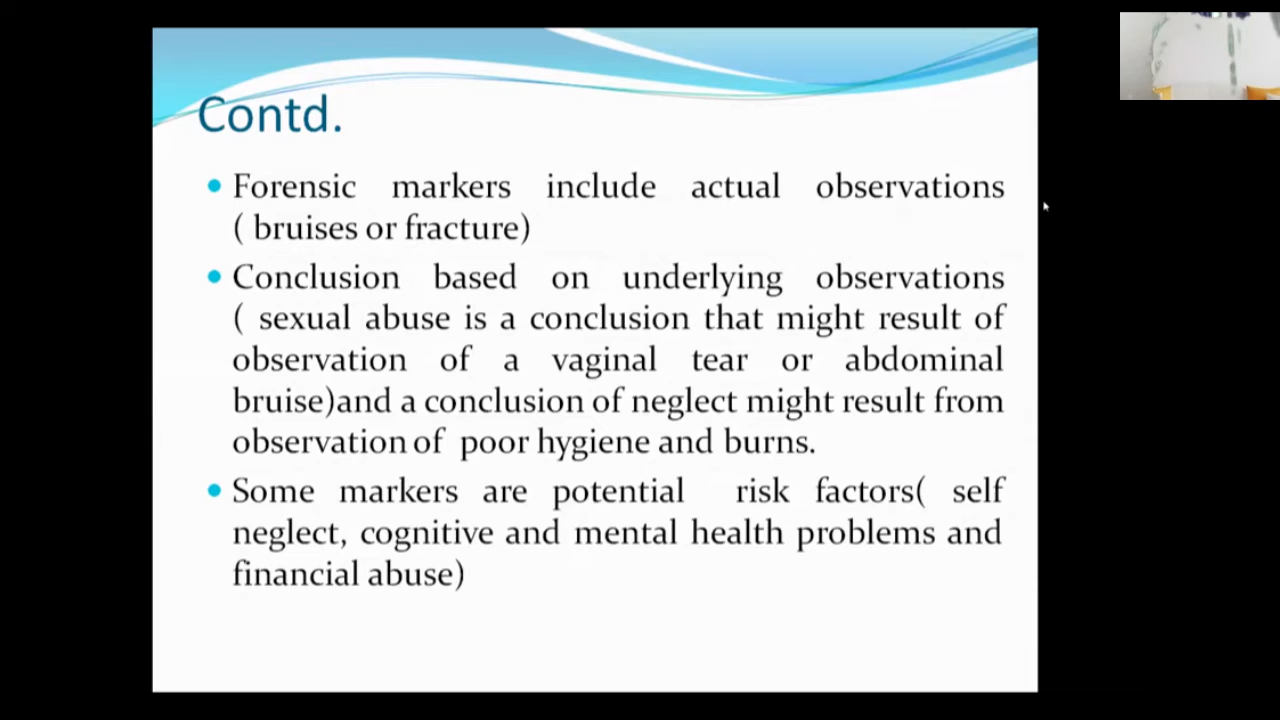 Contd.
Forensic markers include actual observations
( bruises or fracture)
Conclusion based on underlying observations
( sexual abuse is a conclusion that might result of
observation of a vaginal tear or abdominal
bruise)and a conclusion of neglect might result from
observation of poor hygiene and burns.
Some markers are potential risk factors( self
neglect, cognitive and mental health problems and
financial abuse)